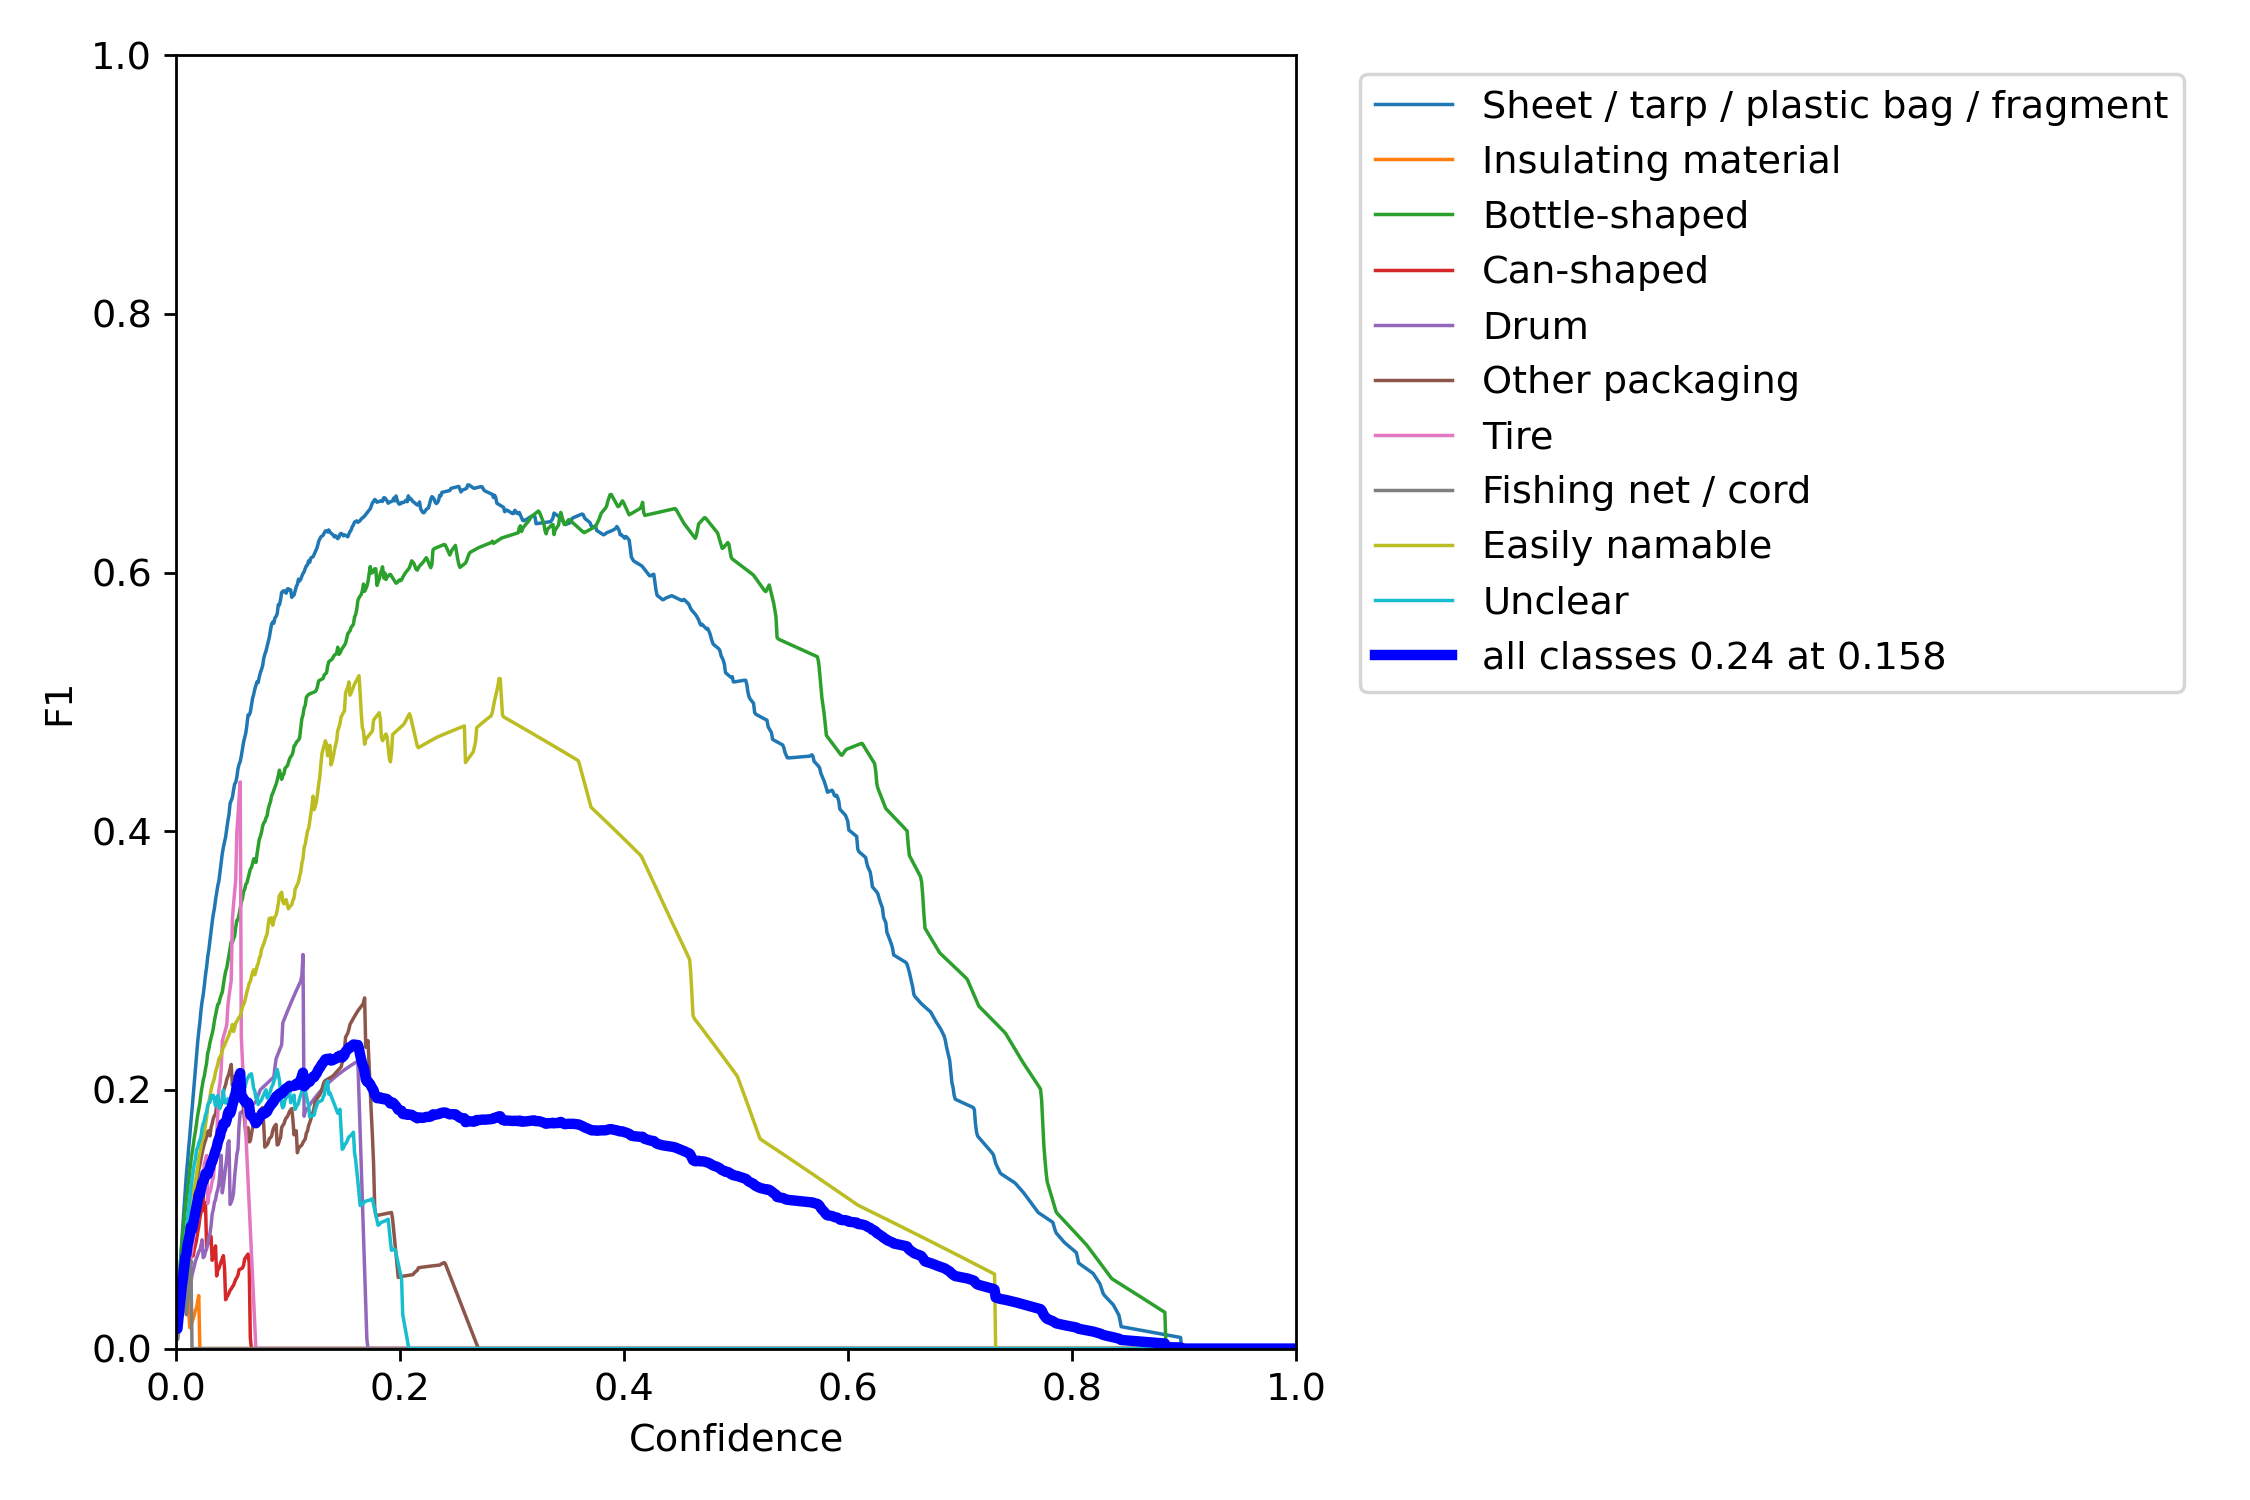 1.0
0.8
0.6
0.4
0.2
0.0
F1
0.0 0.2 0.4 0.6 0.8 1.0
Confidence
Sheet / tarp / plastic bag / fragment
Insulating material
Bottle-shaped
Can-shaped
Drum
Other packaging
Tire
Fishing net / cord
Easily namable
Unclear
all classes 0.24 at 0.158